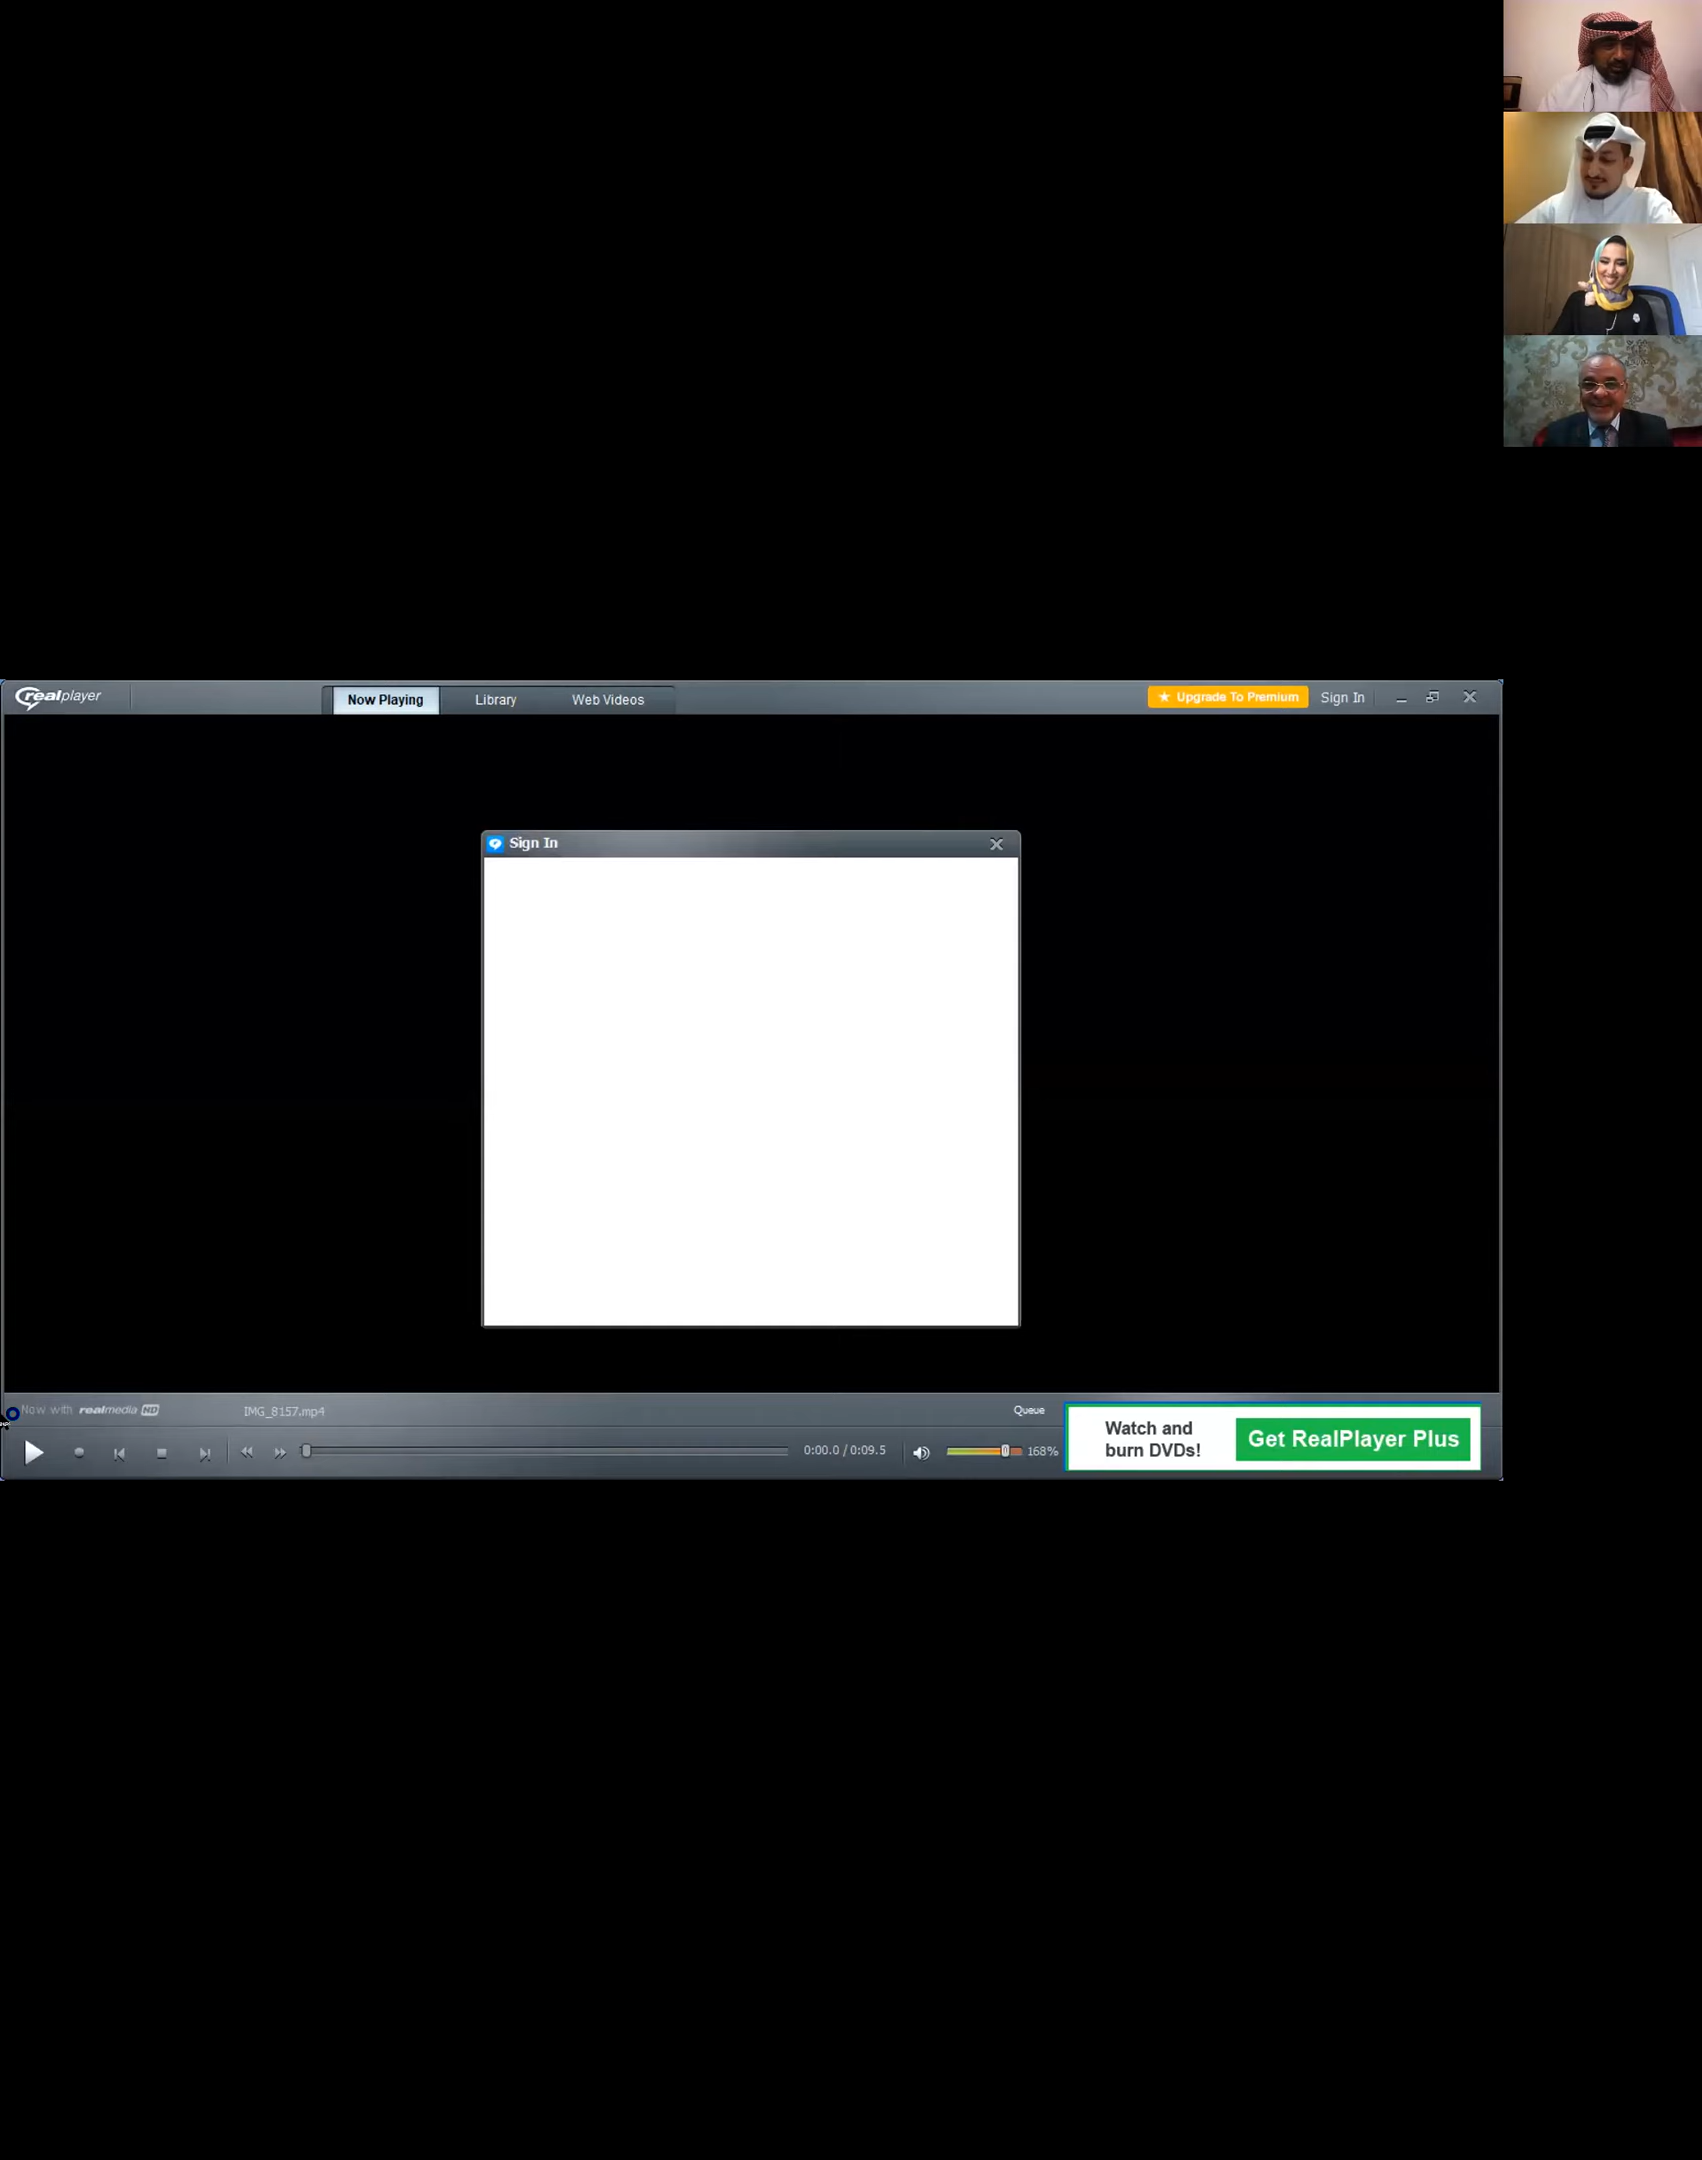 realplayer
Now Playing
Library
Web Videos
Upgrade To Premium
Sign In
Sign In
Now with realmedia HD
IMG_8157.mp4
Queue
Watch and
burn DVDs!
Get RealPlayer Plus
0:00.0 / 0:09.5
168%